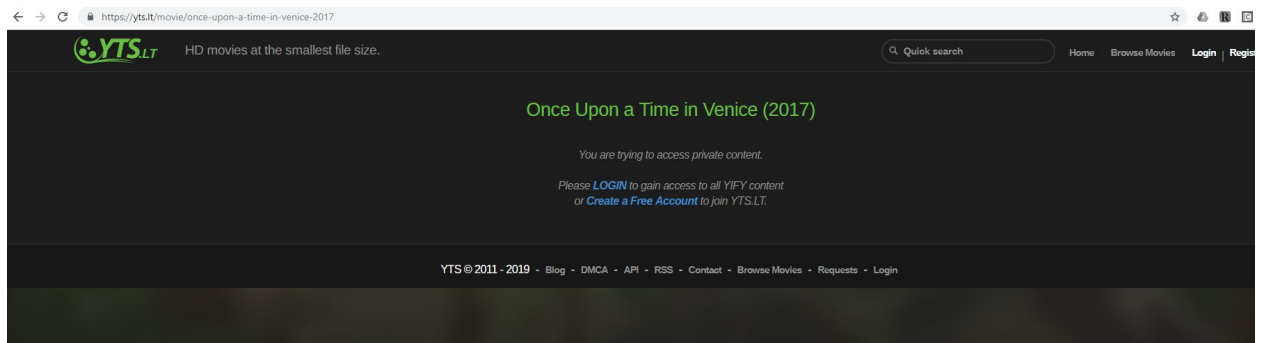 https://yts.lt/movie/once-upon-a-time-in-venice-2017
YTS.LT HD movies at the smallest file size. Quick search Home Browse Movies Login | Regist
Once Upon a Time in Venice (2017)
You are trying to access private content.
Please LOGIN to gain access to all YIFY content
or Create a Free Account to join YTS.LT.
YTS © 2011 - 2019 - Blog - DMCA - API - RSS - Contact - Browse Movies - Requests - Login